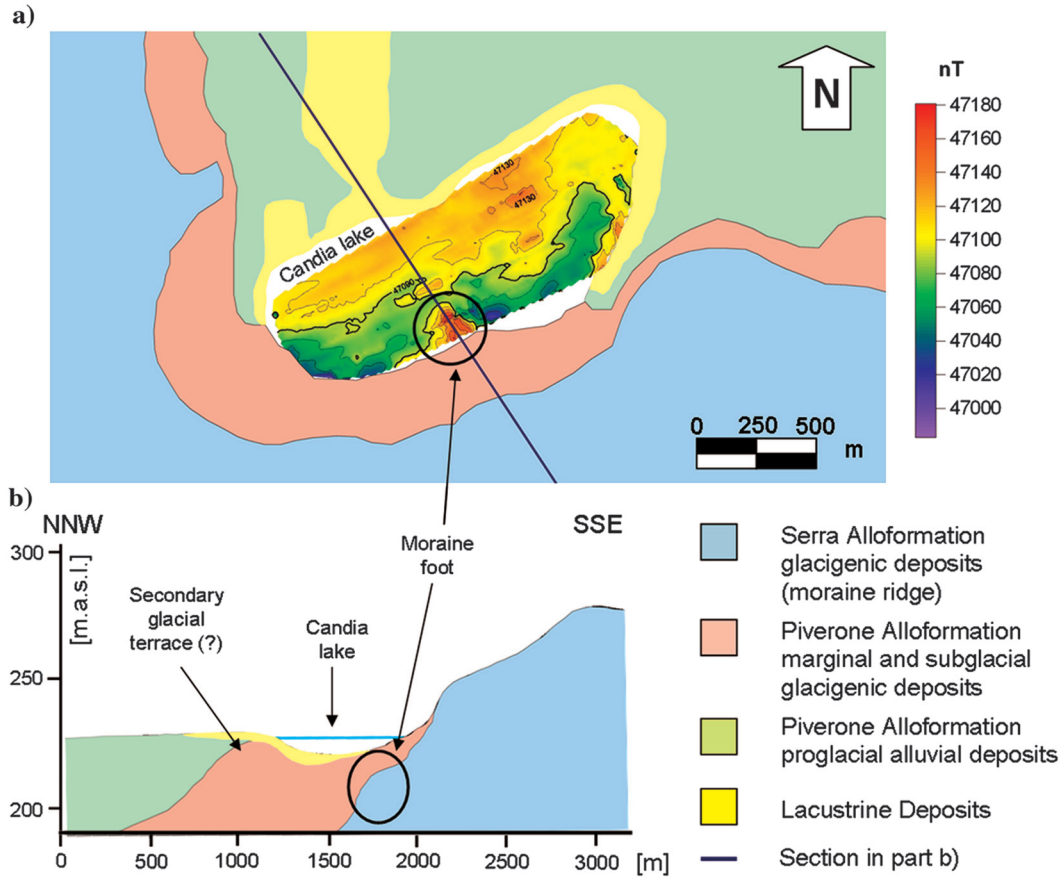 a)
N
nT
47180
47160
47140
47120
47100
47080
47060
47040
47020
47000
47130
47130
47090
Candia lake
0 250 500
m
b)
NNW
SSE
300
250
200
[m.a.s.l.]
Secondary
glacial
terrace (?)
Candia
lake
Moraine
foot
0 500 1000 1500 2000 2500 3000 [m]
Serra Alloformation
glacigenic deposits
(moraine ridge)
Piverone Alloformation
marginal and subglacial
glacigenic deposits
Piverone Alloformation
proglacial alluvial deposits
Lacustrine Deposits
Section in part b)